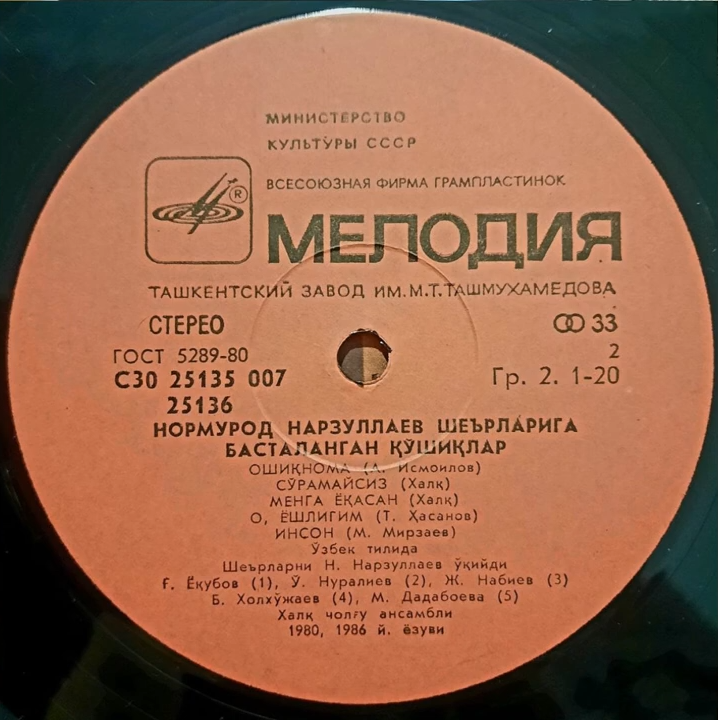 МИНИСТЕРСТВО
КУЛЬТУРЫ СССР
ВСЕСОЮЗНАЯ ФИРМА ГРАМПЛАСТИНОК
®
МЕЛОДИЯ
ТАШКЕНТСКИЙ ЗАВОД ИМ. М.Т. ТАШМУХАМЕДОВА
СТЕРЕО 33
ГОСТ 5289-80 2
С30 25135 007 Гр. 2. 1-20
25136
НОРМУРОД НАРЗУЛЛАЕВ ШЕЪРЛАРИГА
БАСТАЛАНГАН ҚЎШИҚЛАР
ОШИҚНОМА (А. Исмоилов)
СЎРАМАЙСИЗ (Халқ)
МЕНГА ЁҚАСАН (Халқ)
О, ЁШЛИГИМ (Т. Ҳасанов)
ИНСОН (М. Мирзаев)
Ўзбек тилида
Шеърларни Н. Нарзуллаев ўқийди
Ғ. Ёқубов (1), Ў. Нуралиев (2), Ж. Набиев (3)
Б. Холхўжаев (4), М. Дадабоева (5)
Халқ чолғу ансамбли
1980, 1986 й. ёзуви